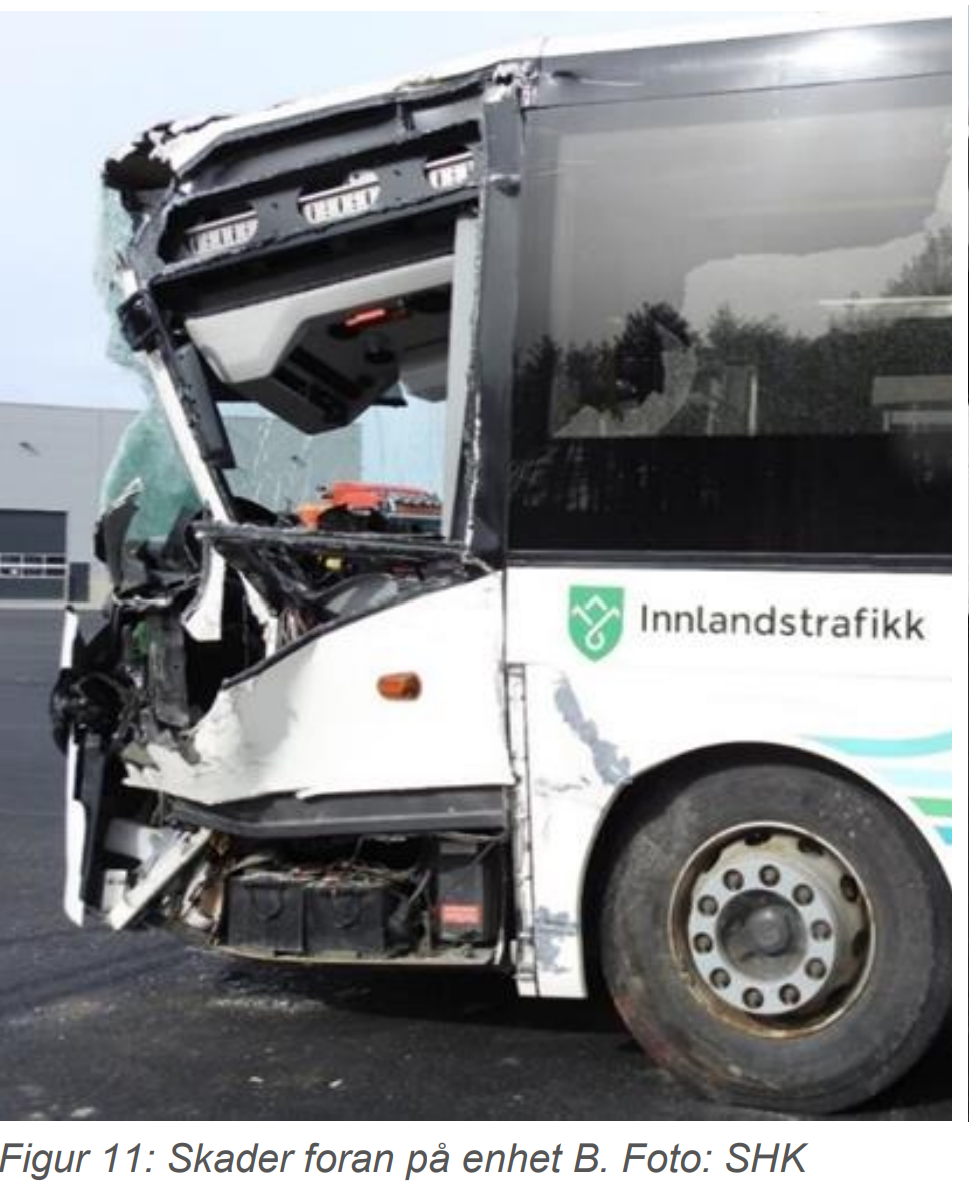 Innlandstrafikk
Figur 11: Skader foran på enhet B. Foto: SHK